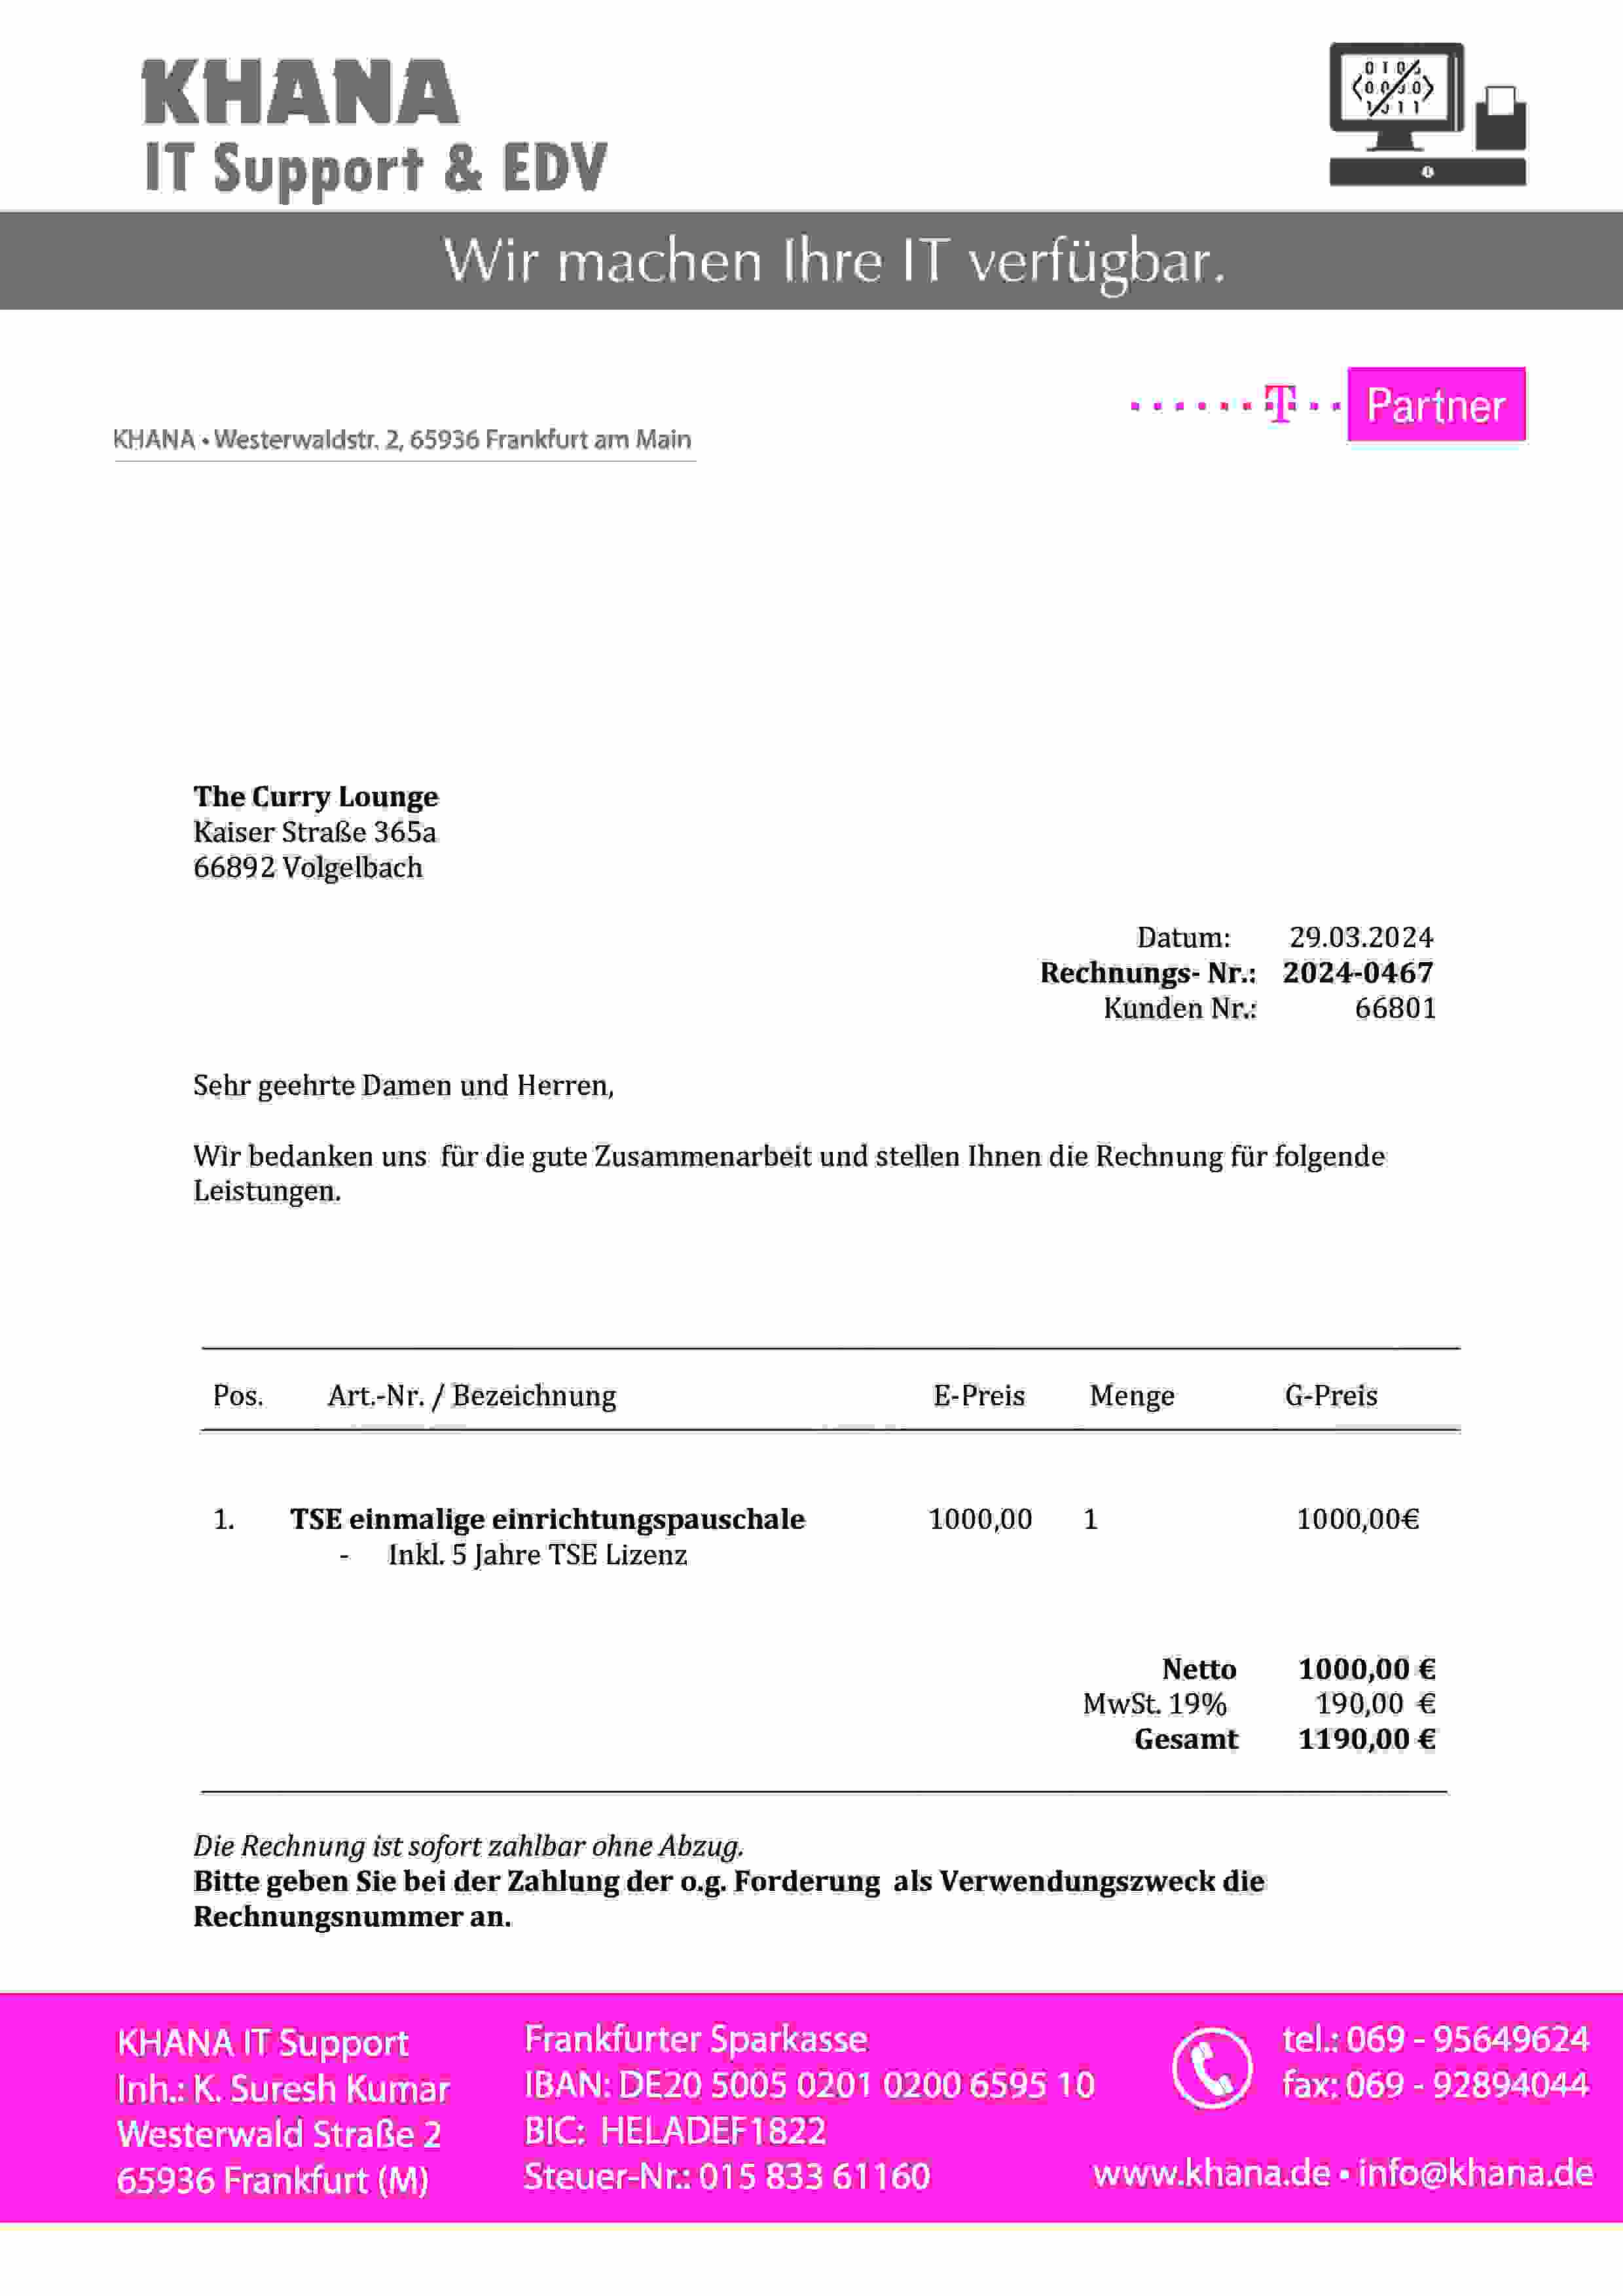 KHANA
IT Support & EDV
Wir machen Ihre IT verfügbar.
T Partner
KHANA • Westerwaldstr. 2, 65936 Frankfurt am Main
The Curry Lounge
Kaiser Straße 365a
66892 Volgelbach
Datum: 29.03.2024
Rechnungs- Nr.: 2024-0467
Kunden Nr.: 66801
Sehr geehrte Damen und Herren,
Wir bedanken uns für die gute Zusammenarbeit und stellen Ihnen die Rechnung für folgende
Leistungen.
Pos. Art.-Nr. / Bezeichnung E-Preis Menge G-Preis
1. TSE einmalige einrichtungspauschale 1000,00 1 1000,00€
- Inkl. 5 Jahre TSE Lizenz
Netto 1000,00 €
MwSt. 19% 190,00 €
Gesamt 1190,00 €
Die Rechnung ist sofort zahlbar ohne Abzug.
Bitte geben Sie bei der Zahlung der o.g. Forderung als Verwendungszweck die
Rechnungsnummer an.
KHANA IT Support
Inh.: K. Suresh Kumar
Westerwald Straße 2
65936 Frankfurt (M)
Frankfurter Sparkasse
IBAN: DE20 5005 0201 0200 6595 10
BIC: HELADEF1822
Steuer-Nr.: 015 833 61160
tel.: 069 - 95649624
fax: 069 - 92894044
www.khana.de • info@khana.de